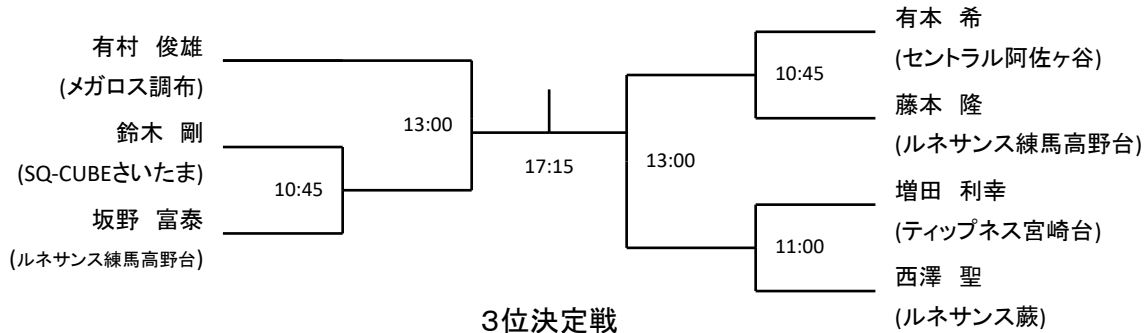 有村　俊雄
(メガロス調布)
鈴木　剛
(SQ-CUBEさいたま)
坂野　富泰
(ルネサンス練馬高野台)
13:00
10:45
17:15
有本　希
(セントラル阿佐ヶ谷)
10:45
藤本　隆
(ルネサンス練馬高野台)
13:00
増田　利幸
(ティップネス宮崎台)
11:00
西澤　聖
(ルネサンス蕨)
３位決定戦